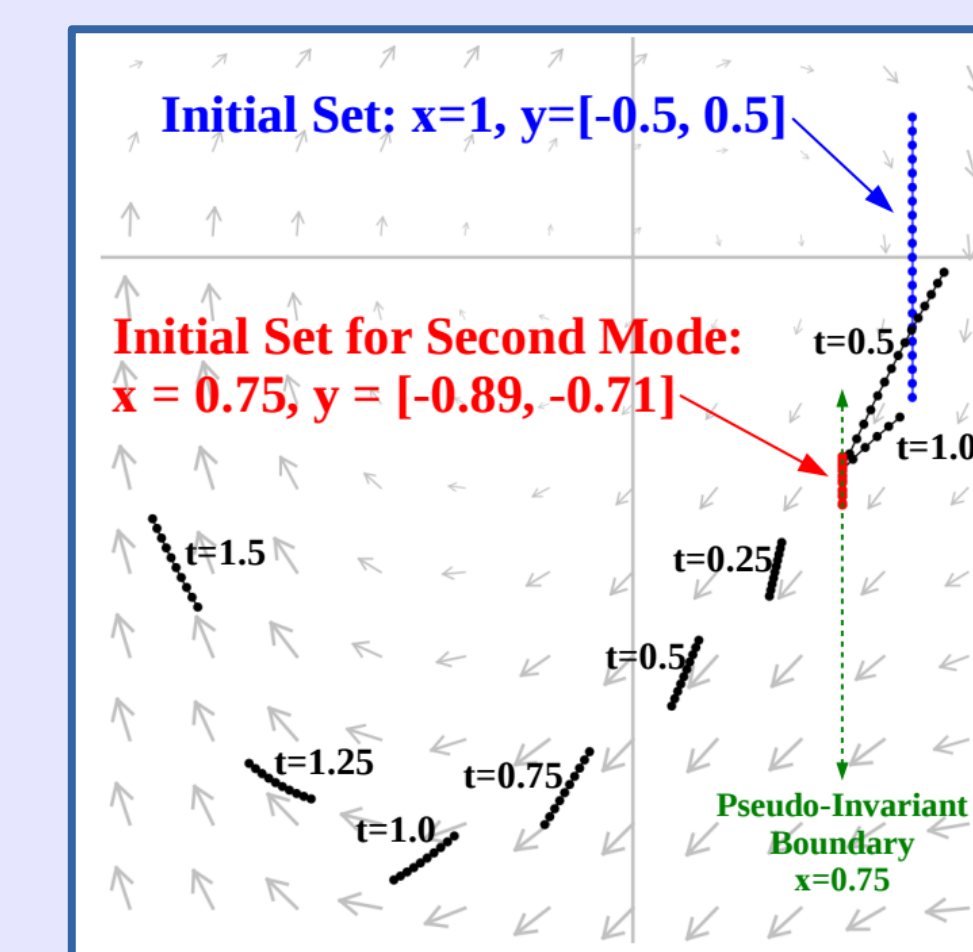 Initial Set: x=1, y=[-0.5, 0.5]
Initial Set for Second Mode:
x = 0.75, y = [-0.89, -0.71]
t=0.5
t=1.0
t=1.5
t=0.25
t=0.5
t=1.25
t=0.75
t=1.0
Pseudo-Invariant
Boundary
x=0.75